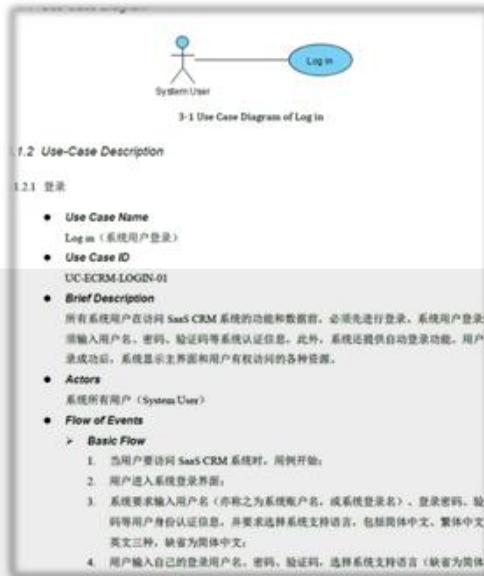 Log in
System User
3-1 Use Case Diagram of Log in
1.1.2 Use-Case Description
1.2.1 登录
● Use Case Name
Log in（系统用户登录）
● Use Case ID
UC-ECRM-LOGIN-01
● Brief Description
所有系统用户在访问 SaaS CRM 系统的功能和数据前，必须先进行登录。系统用户登录
须输入用户名、密码、验证码等系统认证信息。此外，系统还提供自动登录功能。用户
录成功后，系统显示主界面和用户有权访问的各种资源。
● Actors
系统所有用户（System User）
● Flow of Events
➢ Basic Flow
1. 当用户要访问 SaaS CRM 系统时，用例开始；
2. 用户进入系统登录界面；
3. 系统要求输入用户名（亦称之为系统账户名，或系统登录名）、登录密码、验
码等用户身份认证信息，并要求选择系统支持语言，包括简体中文、繁体中文
英文三种，缺省为简体中文；
4. 用户输入自己的登录用户名、密码、验证码，选择系统支持语言（缺省为简体